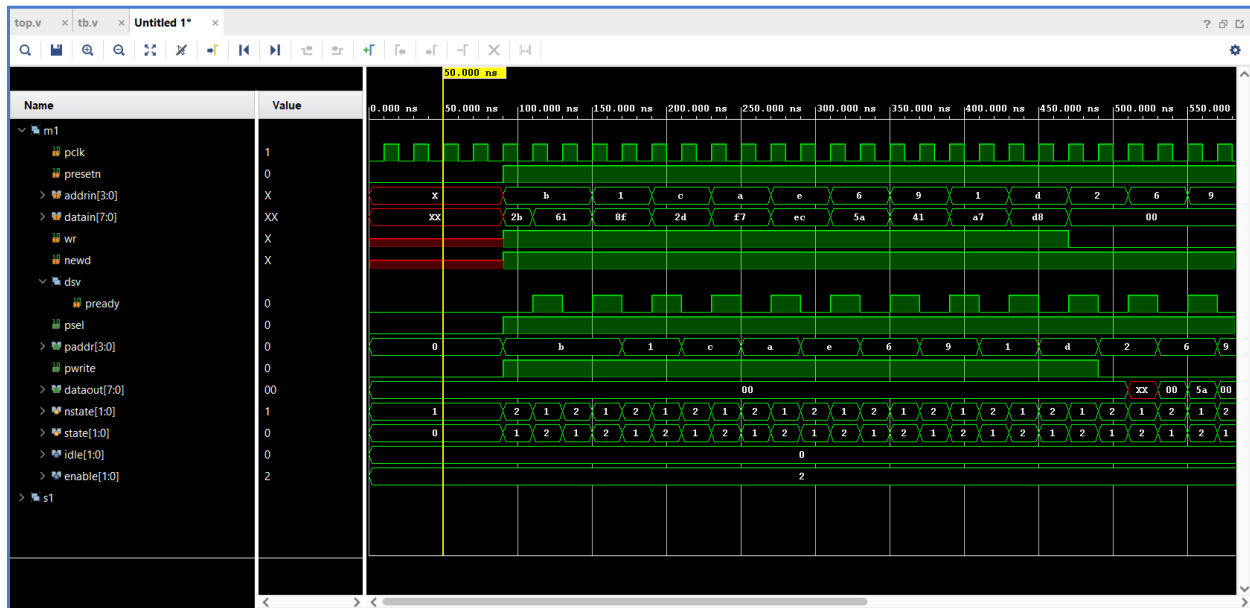 top.v × tb.v × Untitled 1* ×
50.000 ns
Name Value 0.000 ns 50.000 ns 100.000 ns 150.000 ns 200.000 ns 250.000 ns 300.000 ns 350.000 ns 400.000 ns 450.000 ns 500.000 ns 550.000
m1
pclk 1
presetn 0
addrin[3:0] X X b 1 c a e 6 9 1 d 2 6 9
datain[7:0] XX XX 2b 61 8f 2d f7 ec 5a 41 a7 d8 00
wr X
newd X
dsv
pready 0
psel 0
paddr[3:0] 0 0 b 1 c a e 6 9 1 d 2 6 9
pwrite 0
dataout[7:0] 00 00 XX 00 5a 00
nstate[1:0] 1 1 2 1 2 1 2 1 2 1 2 1 2 1 2 1 2 1 2 1 2 1 2 1 2 1 2
state[1:0] 0 0 1 2 1 2 1 2 1 2 1 2 1 2 1 2 1 2 1 2 1 2 1 2 1 2 1
idle[1:0] 0 0
enable[1:0] 2 2
s1